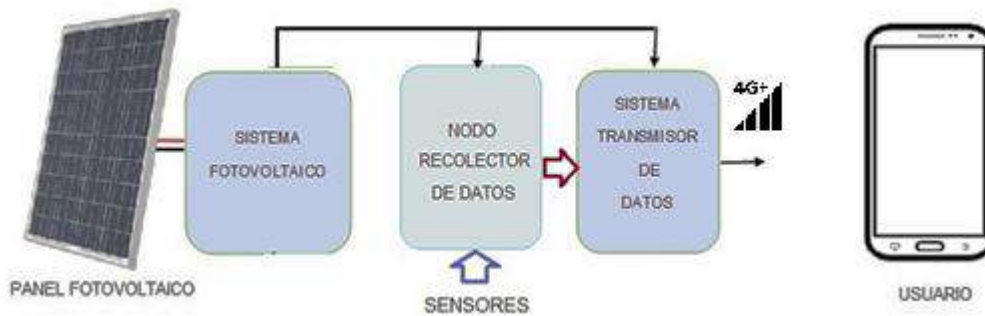 PANEL FOTOVOLTAICO
SISTEMA
FOTOVOLTAICO
NODO
RECOLECTOR
DE DATOS
SENSORES
SISTEMA
TRANSMISOR
DE
DATOS
4G+
USUARIO